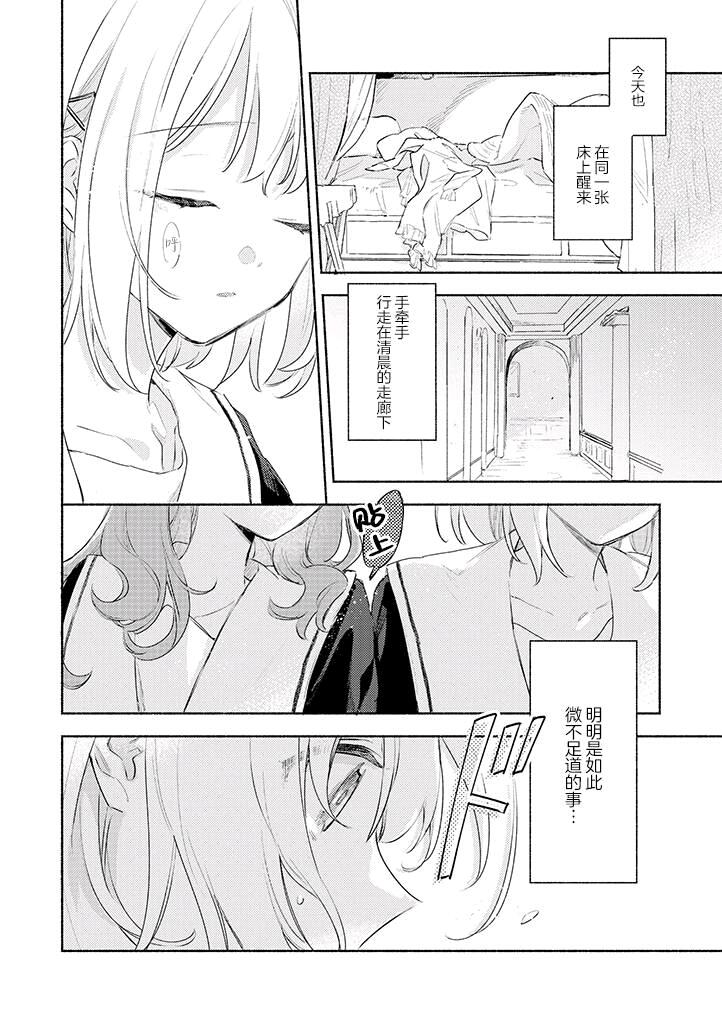 今天也
在同一张
床上醒来
呼
手牵手
行走在清晨的走廊下
贴上
明明是如此
微不足道的事…
ドキッ